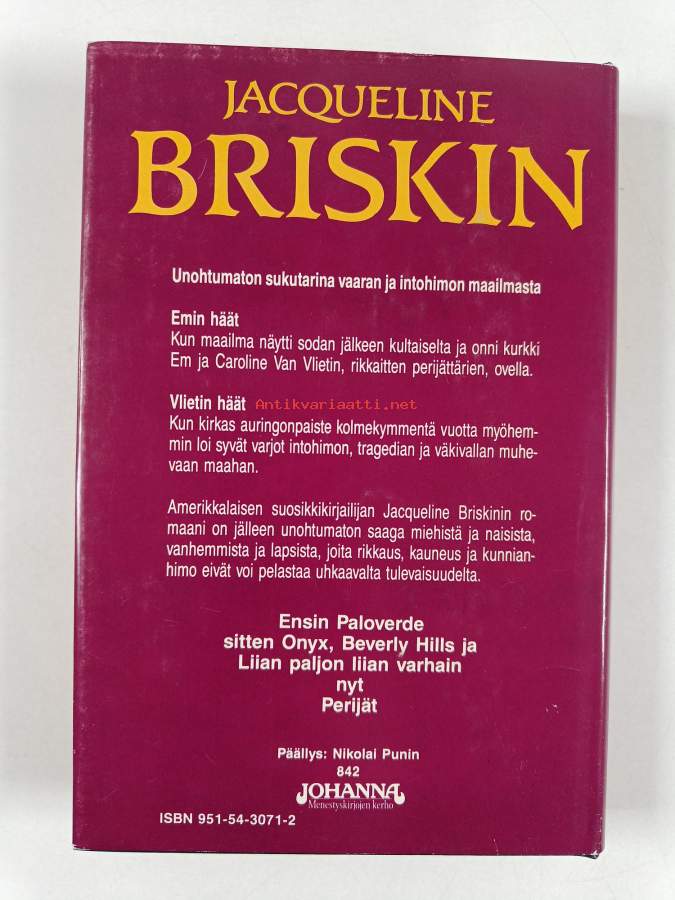 JACQUELINE
BRISKIN
Unohtumaton sukutarina vaaran ja intohimon maailmasta
Emin häät
Kun maailma näytti sodan jälkeen kultaiselta ja onni kurkki
Em ja Caroline Van Vlietin, rikkaitten perijättärien, ovella.
Vlietin häät Antikvariaatti.net
Kun kirkas auringonpaiste kolmekymmentä vuotta myöhem-
min loi syvät varjot intohimon, tragedian ja väkivallan muhe-
vaan maahan.
Amerikkalaisen suosikkikirjailijan Jacqueline Briskinin ro-
maani on jälleen unohtumaton saaga miehistä ja naisista,
vanhemmista ja lapsista, joita rikkaus, kauneus ja kunnian-
himo eivät voi pelastaa uhkaavalta tulevaisuudelta.
Ensin Paloverde
sitten Onyx, Beverly Hills ja
Liian paljon liian varhain
nyt
Perijät
Päällys: Nikolai Punin
842
JOHANNA
Menestyskirjojen kerho
ISBN 951-54-3071-2